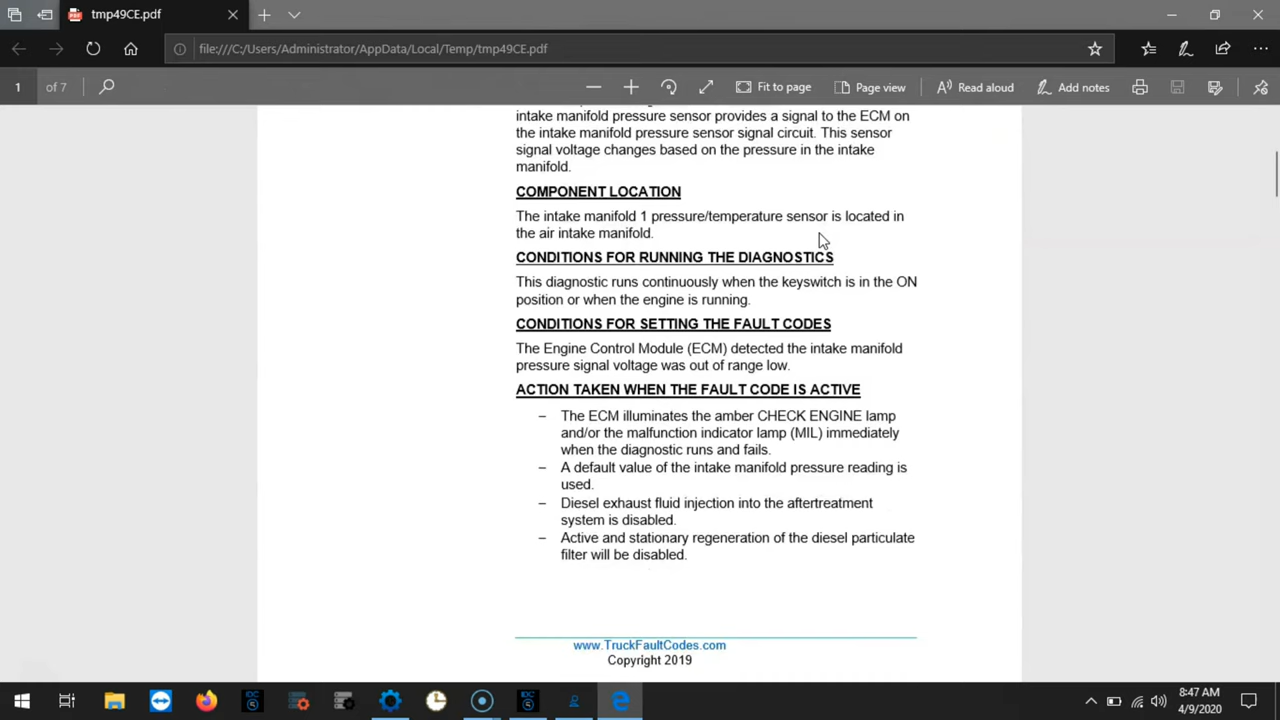 tmp49CE.pdf
file:///C:/Users/Administrator/AppData/Local/Temp/tmp49CE.pdf
1 of 7 Fit to page Page view Read aloud Add notes
intake manifold pressure sensor provides a signal to the ECM on
the intake manifold pressure sensor signal circuit. This sensor
signal voltage changes based on the pressure in the intake
manifold.
COMPONENT LOCATION
The intake manifold 1 pressure/temperature sensor is located in
the air intake manifold.
CONDITIONS FOR RUNNING THE DIAGNOSTICS
This diagnostic runs continuously when the keyswitch is in the ON
position or when the engine is running.
CONDITIONS FOR SETTING THE FAULT CODES
The Engine Control Module (ECM) detected the intake manifold
pressure signal voltage was out of range low.
ACTION TAKEN WHEN THE FAULT CODE IS ACTIVE
– The ECM illuminates the amber CHECK ENGINE lamp
and/or the malfunction indicator lamp (MIL) immediately
when the diagnostic runs and fails.
– A default value of the intake manifold pressure reading is
used.
– Diesel exhaust fluid injection into the aftertreatment
system is disabled.
– Active and stationary regeneration of the diesel particulate
filter will be disabled.
www.TruckFaultCodes.com
Copyright 2019
8:47 AM
4/9/2020